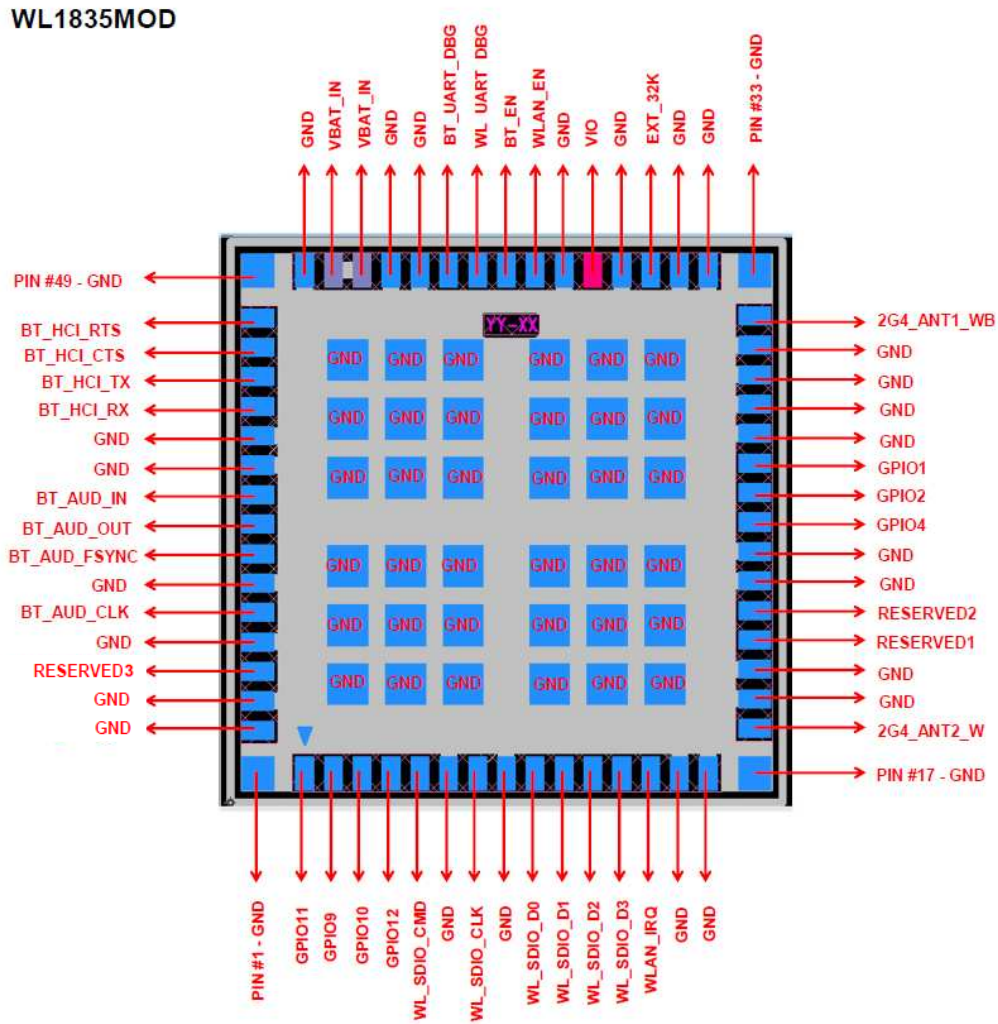 WL1835MOD
GND
VBAT_IN
VBAT_IN
GND
GND
BT_UART_DBG
WL_UART_DBG
BT_EN
WLAN_EN
GND
VIO
GND
EXT_32K
GND
GND
PIN #33 - GND
PIN #49 - GND
BT_HCI_RTS
BT_HCI_CTS
BT_HCI_TX
BT_HCI_RX
GND
GND
BT_AUD_IN
BT_AUD_OUT
BT_AUD_FSYNC
GND
BT_AUD_CLK
GND
RESERVED3
GND
GND
YY-XX
GND GND GND GND GND GND
GND GND GND GND GND GND
GND GND GND GND GND GND
GND GND GND GND GND GND
GND GND GND GND GND GND
GND GND GND GND GND GND
2G4_ANT1_WB
GND
GND
GND
GND
GPIO1
GPIO2
GPIO4
GND
GND
RESERVED2
RESERVED1
GND
GND
2G4_ANT2_W
PIN #17 - GND
PIN #1 - GND
GPIO11
GPIO9
GPIO10
GPIO12
WL_SDIO_CMD
GND
WL_SDIO_CLK
GND
WL_SDIO_D0
WL_SDIO_D1
WL_SDIO_D2
WL_SDIO_D3
WLAN_IRQ
GND
GND